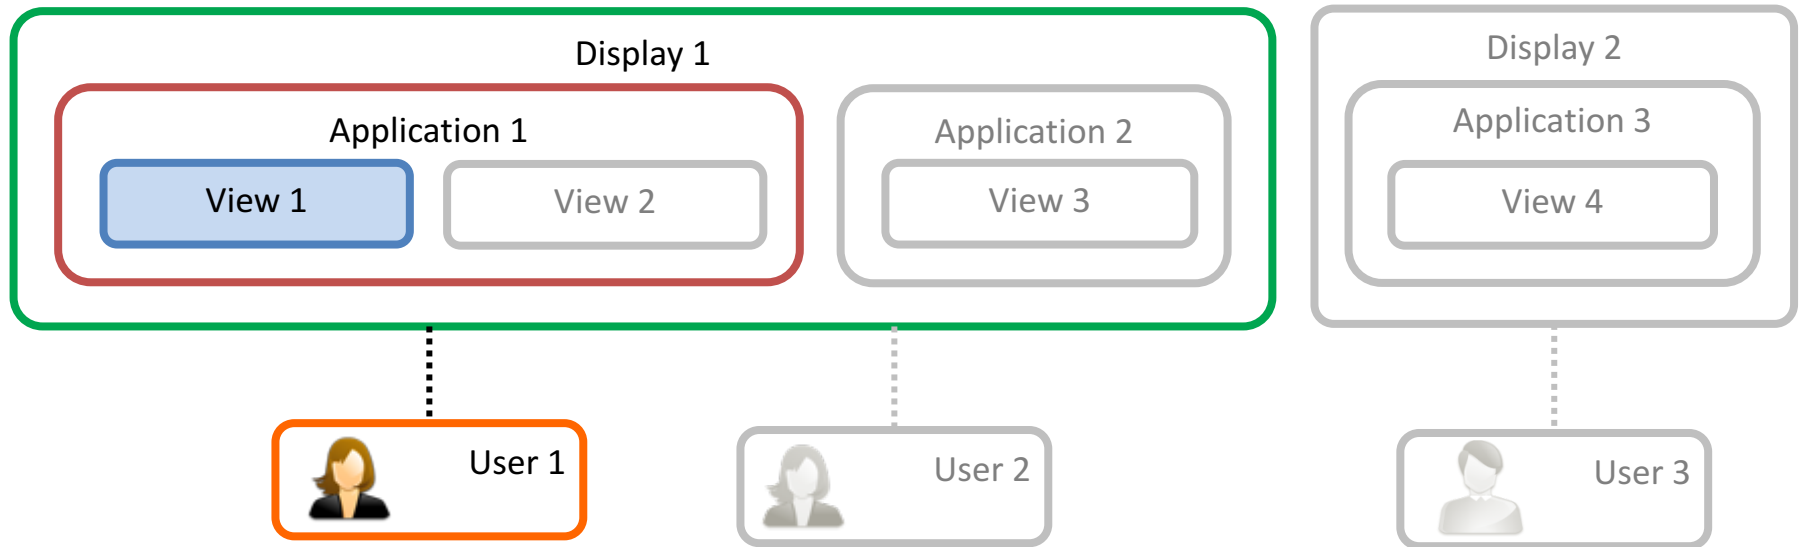 Display 1
Application 1
View 1
View 2
Application 2
View 3
Display 2
Application 3
View 4
User 1
User 2
User 3